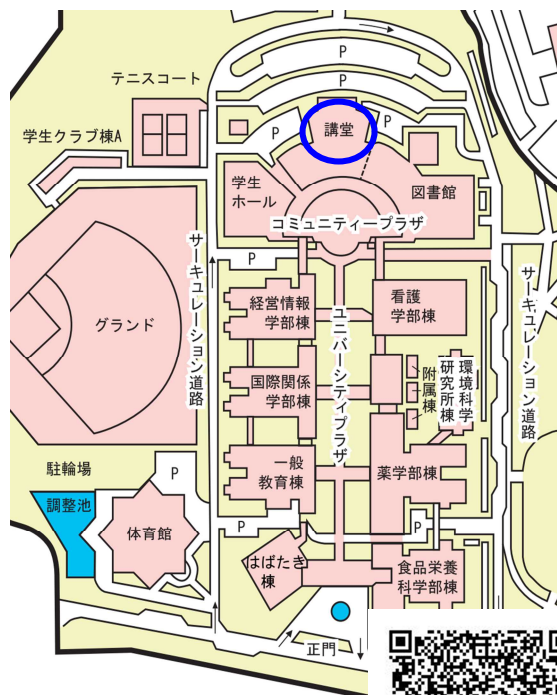 P
P
テニスコート
P
講堂
P
学生クラブ棟A
学生
ホール
図書館
コミュニティープラザ
サーキュレーション道路
P
グランド
経営情報
学部棟
ユニバーシティプラザ
看護
学部棟
サーキュレーション道路
国際関係
学部棟
附属棟
環境科学
研究所棟
駐輪場
P
一般
教育棟
薬学部棟
調整池
体育館
P
P
はばたき
棟
食品栄養
科学部棟
正門